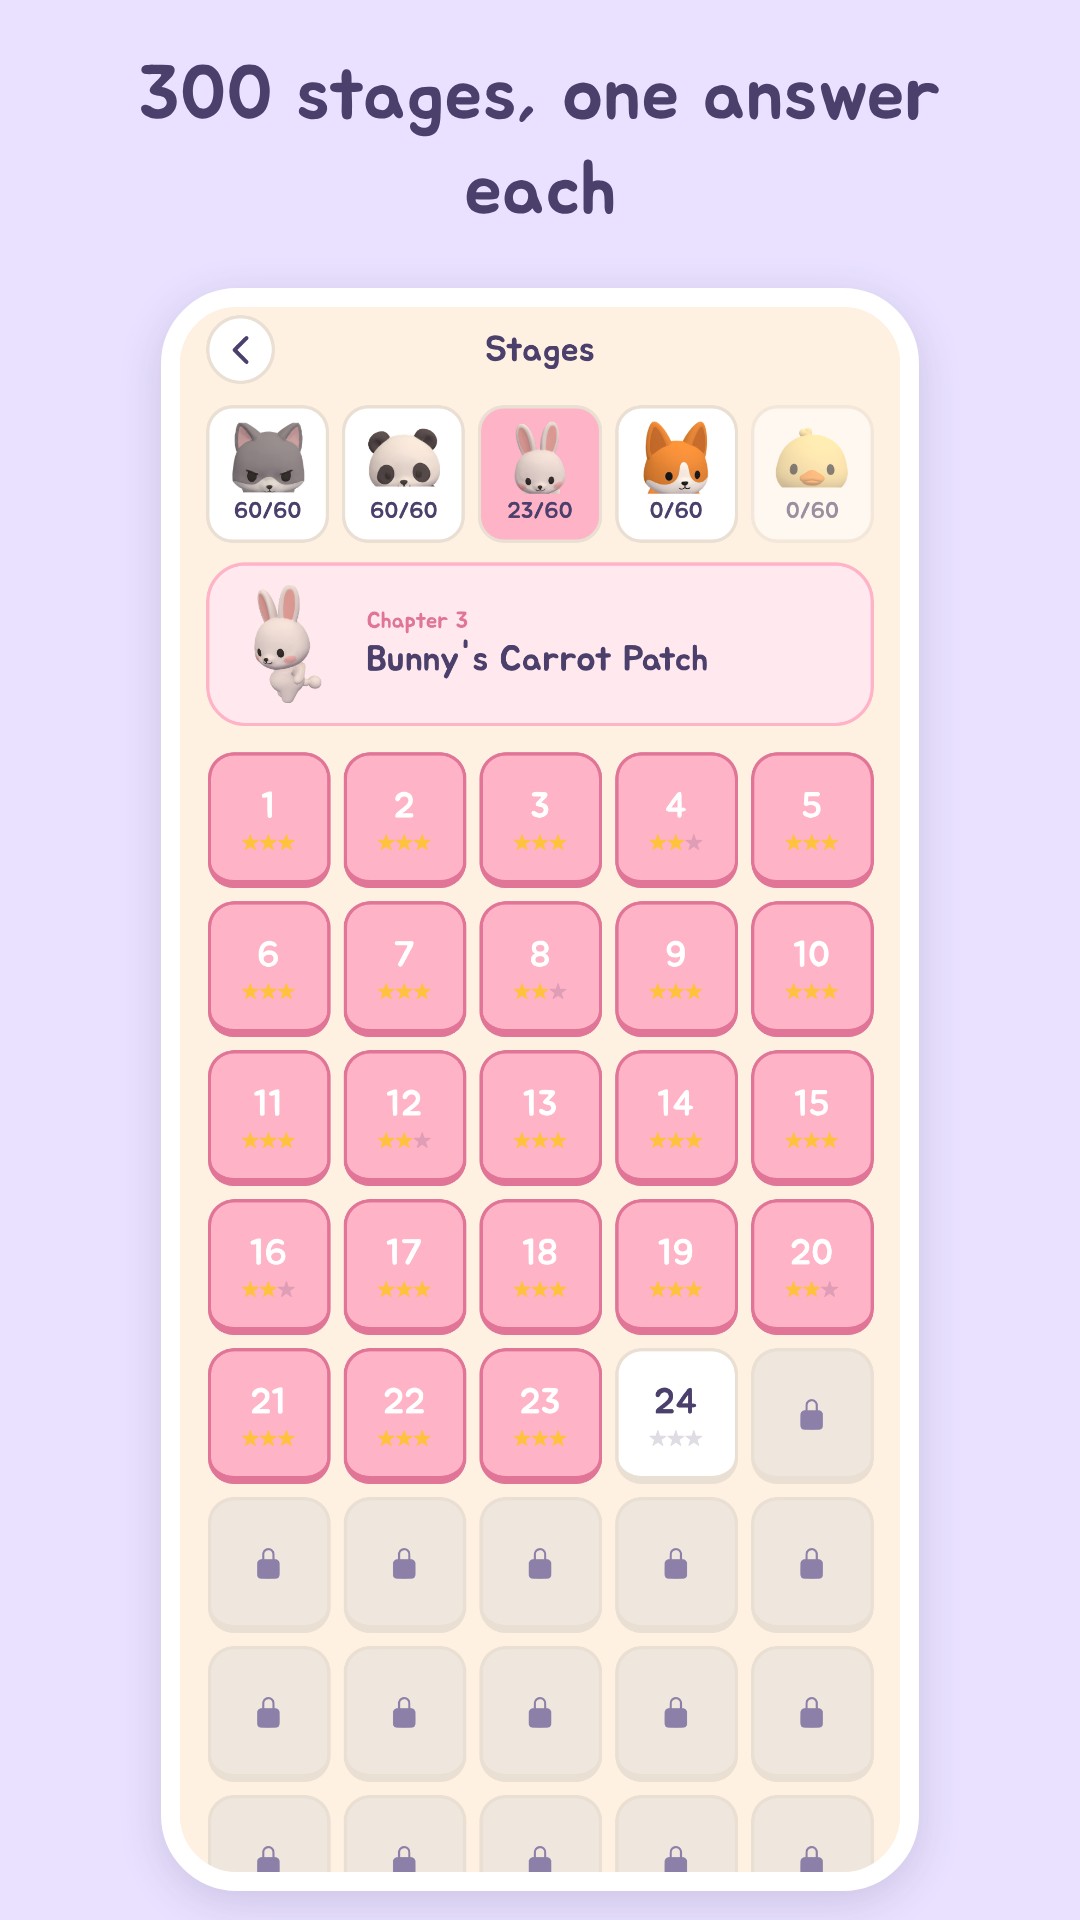 300 stages, one answer
each
Stages
60/60 60/60 23/60 0/60 0/60
Chapter 3
Bunny's Carrot Patch
1 2 3 4 5
6 7 8 9 10
11 12 13 14 15
16 17 18 19 20
21 22 23 24